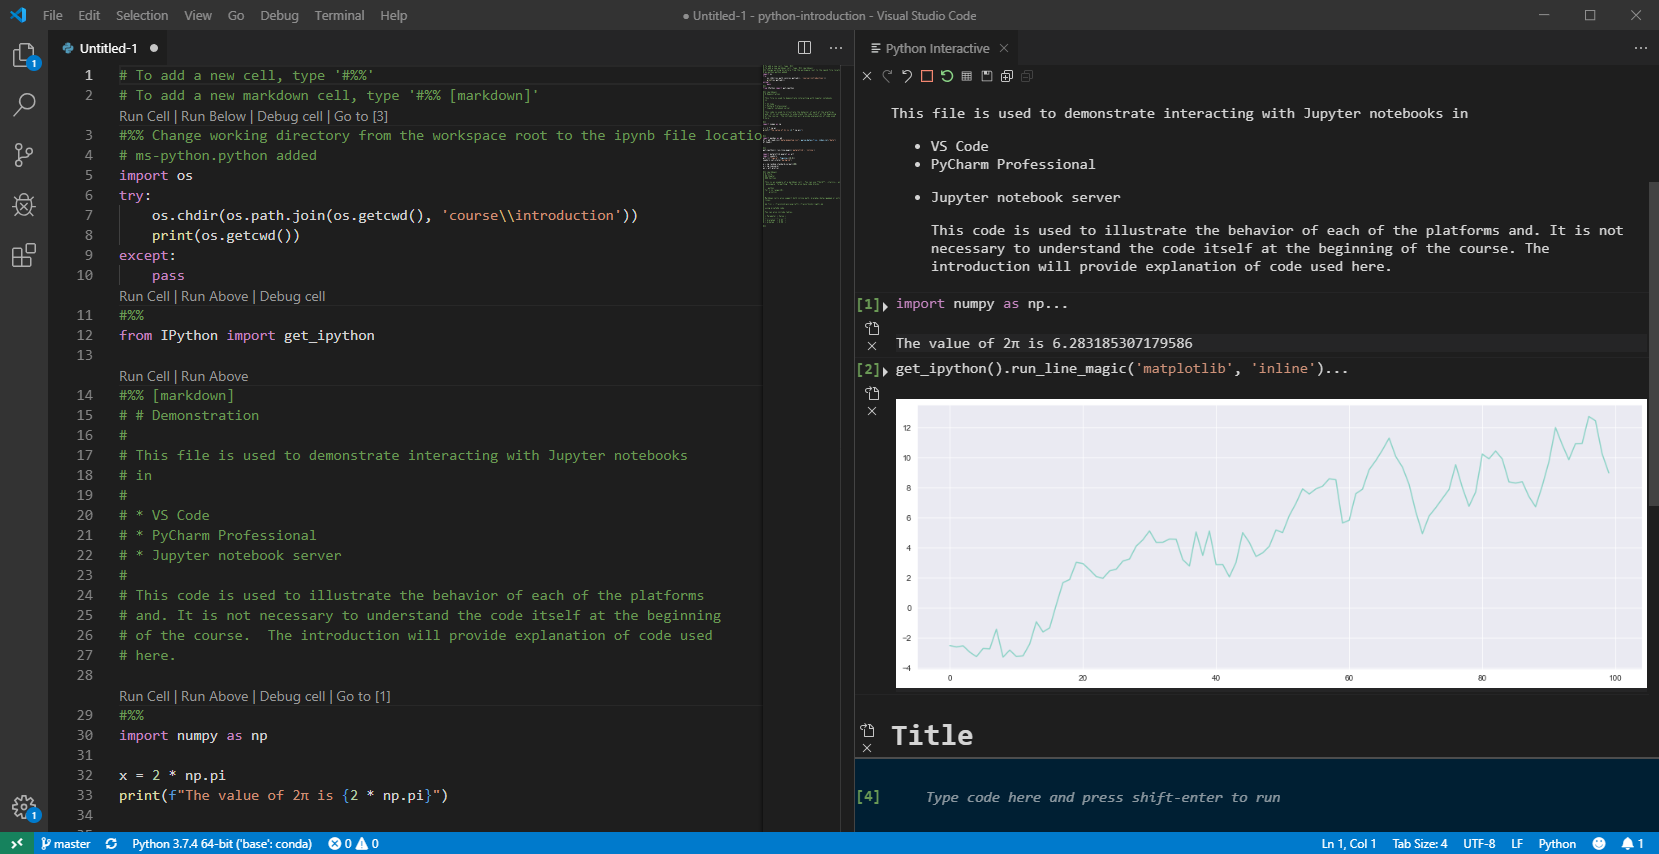 File Edit Selection View Go Debug Terminal Help
● Untitled-1 - python-introduction - Visual Studio Code
1
1
Untitled-1 ●
1 # To add a new cell, type '#%%'
2 # To add a new markdown cell, type '#%% [markdown]'
Run Cell | Run Below | Debug cell | Go to [3]
3 #%% Change working directory from the workspace root to the ipynb file locatio
4 # ms-python.python added
5 import os
6 try:
7 os.chdir(os.path.join(os.getcwd(), 'course\\introduction'))
8 print(os.getcwd())
9 except:
10 pass
Run Cell | Run Above | Debug cell
11 #%%
12 from IPython import get_ipython
13
Run Cell | Run Above
14 #%% [markdown]
15 # # Demonstration
16 #
17 # This file is used to demonstrate interacting with Jupyter notebooks
18 # in
19 #
20 # * VS Code
21 # * PyCharm Professional
22 # * Jupyter notebook server
23 #
24 # This code is used to illustrate the behavior of each of the platforms
25 # and. It is not necessary to understand the code itself at the beginning
26 # of the course.  The introduction will provide explanation of code used
27 # here.
28
Run Cell | Run Above | Debug cell | Go to [1]
29 #%%
30 import numpy as np
31
32 x = 2 * np.pi
33 print(f"The value of 2π is {2 * np.pi}")
34
Python Interactive
This file is used to demonstrate interacting with Jupyter notebooks in
• VS Code
• PyCharm Professional
• Jupyter notebook server
This code is used to illustrate the behavior of each of the platforms and. It is not
necessary to understand the code itself at the beginning of the course. The
introduction will provide explanation of code used here.
[1] import numpy as np...
The value of 2π is 6.283185307179586
[2] get_ipython().run_line_magic('matplotlib', 'inline')...
12
10
8
6
4
2
0
−2
−4
0 20 40 60 80 100
Title
[4] Type code here and press shift-enter to run
master Python 3.7.4 64-bit ('base': conda) 0 0 Ln 1, Col 1 Tab Size: 4 UTF-8 LF Python 1